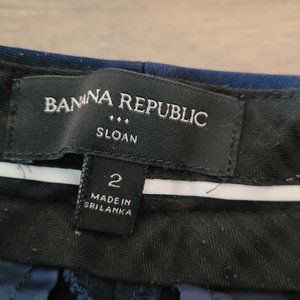 BANANA REPUBLIC
SLOAN
2
MADE IN
SRI LANKA